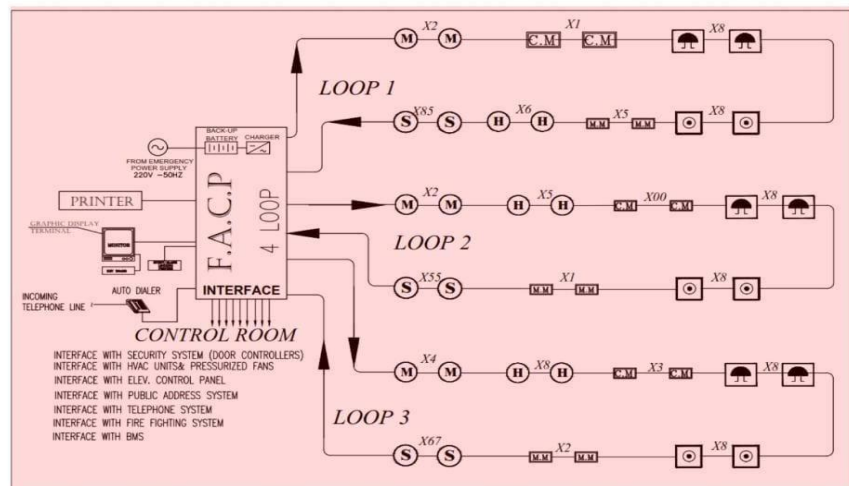 X2 X1 X8
M M C.M C.M
LOOP 1
X85 X6 X5 X8
S S H H M.M M.M
BACK-UP
BATTERY CHARGER
FROM EMERGENCY
POWER SUPPLY
220V –50HZ
PRINTER
GRAPHIC DISPLAY
TERMINAL
MONITOR
F.A.C.P
4 LOOP
X2 X5 X00 X8
M M H H C.M C.M
LOOP 2
X55 X1 X8
S S M.M M.M
AUTO DIALER
INCOMING
TELEPHONE LINE
INTERFACE
CONTROL ROOM
INTERFACE WITH SECURITY SYSTEM (DOOR CONTROLLERS)
INTERFACE WITH HVAC UNITS& PRESSURIZED FANS
INTERFACE WITH ELEV. CONTROL PANEL
INTERFACE WITH PUBLIC ADDRESS SYSTEM
INTERFACE WITH TELEPHONE SYSTEM
INTERFACE WITH FIRE FIGHTING SYSTEM
INTERFACE WITH BMS
X4 X8 X3 X8
M M H H C.M C.M
LOOP 3
X67 X2 X8
S S M.M M.M